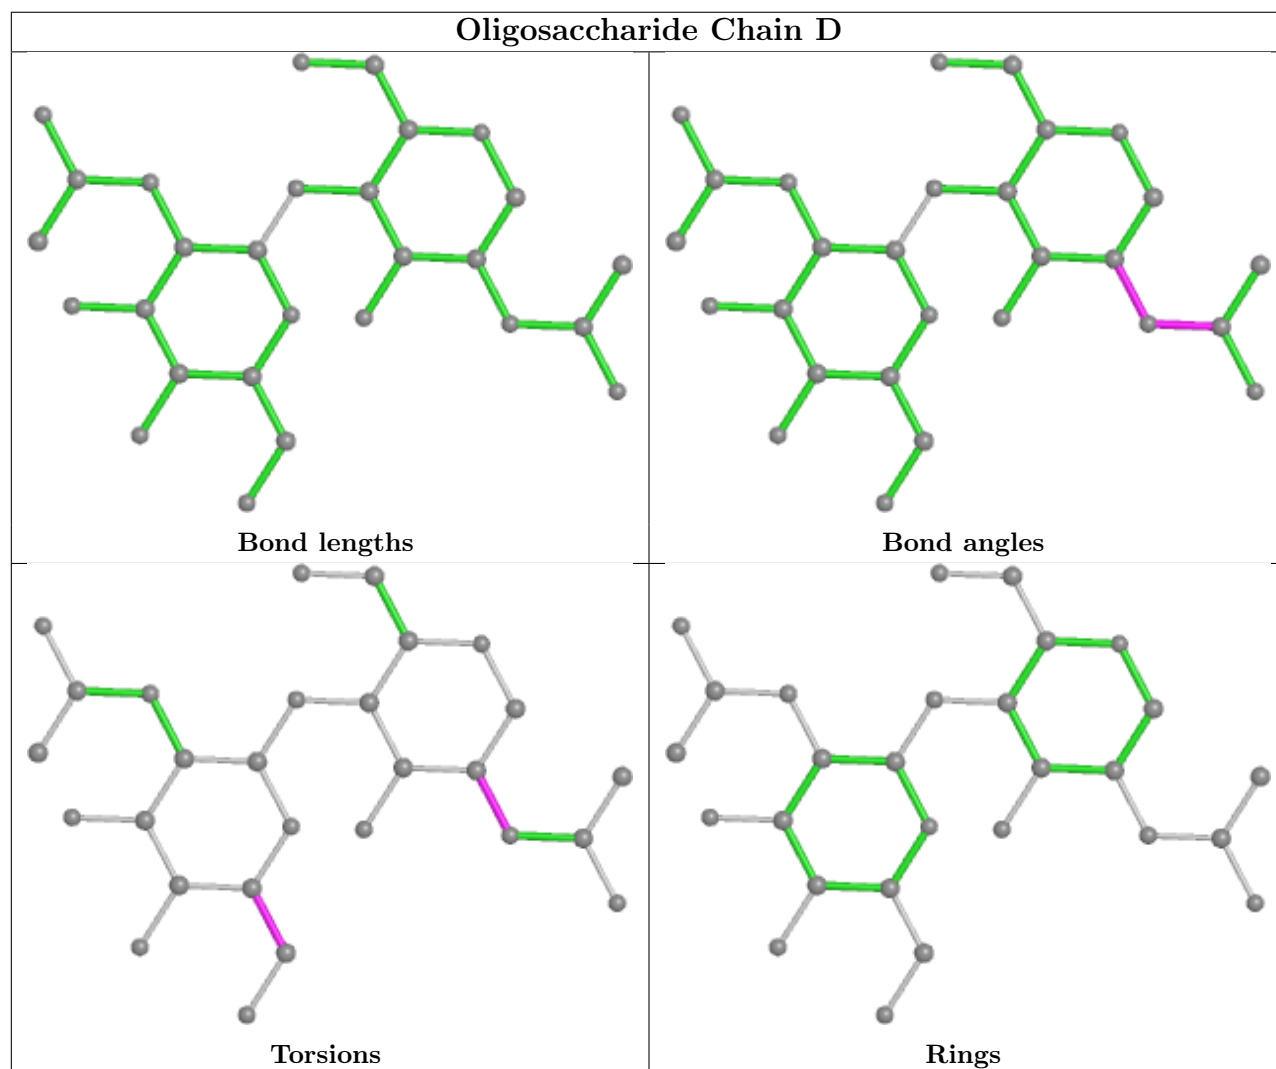 Oligosaccharide Chain D
Bond lengths
Bond angles
Torsions
Rings